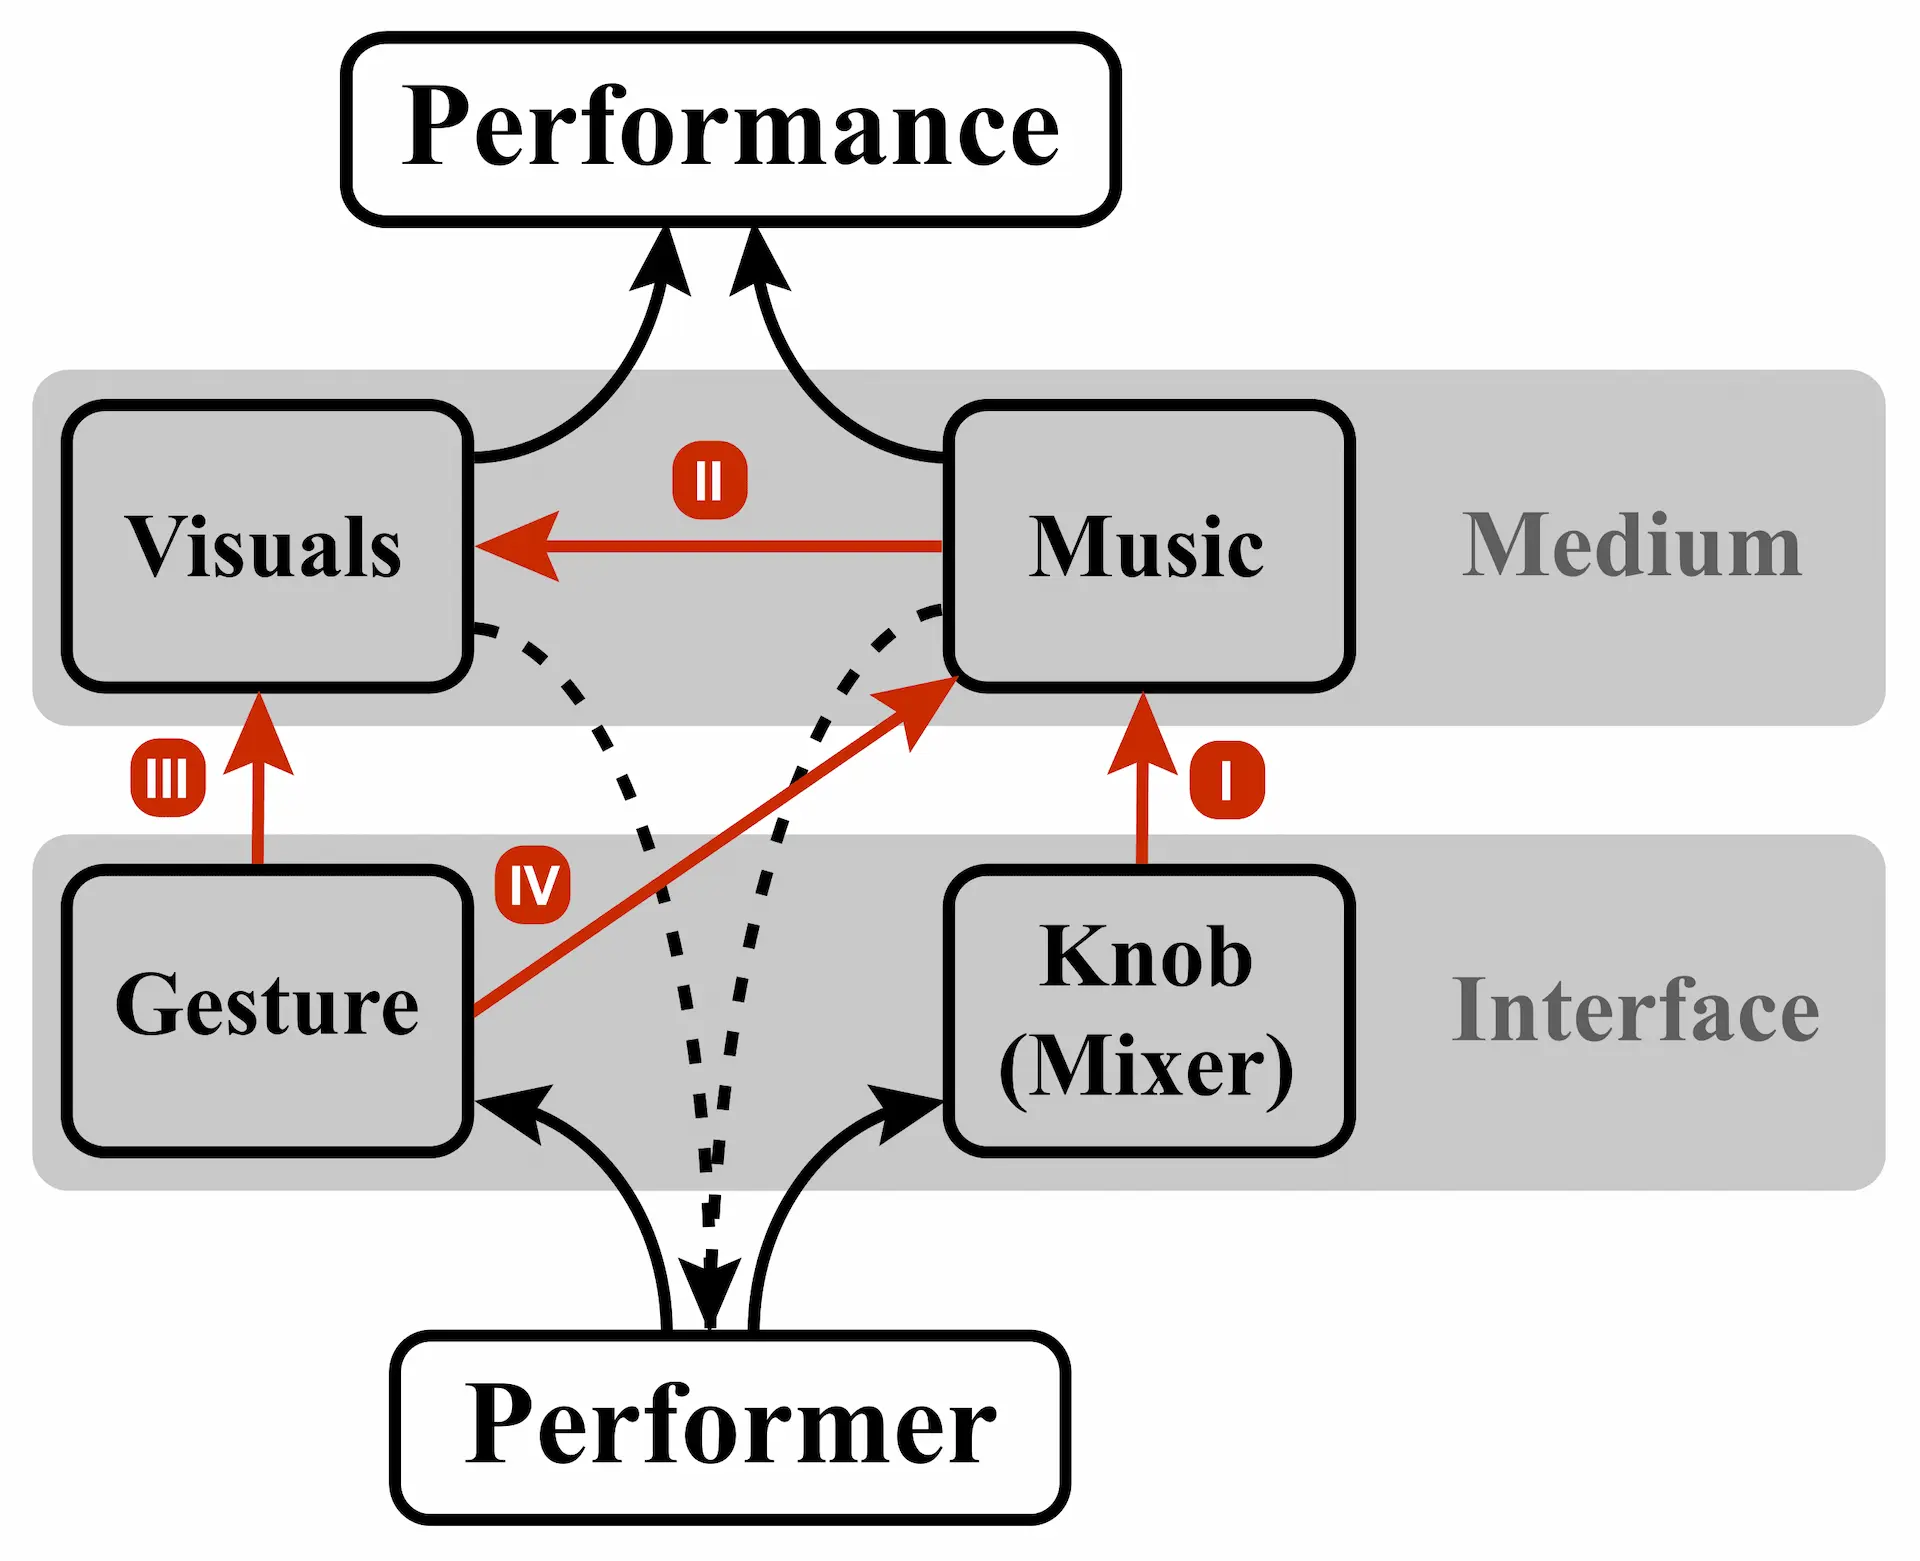 Performance
II
Visuals
Music
Medium
III
I
IV
Gesture
Knob
(Mixer)
Interface
Performer